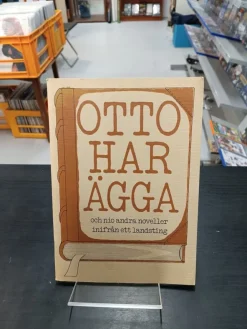 OTTO
HAR
ÄGGA
och nio andra noveller
inifrån ett landsting